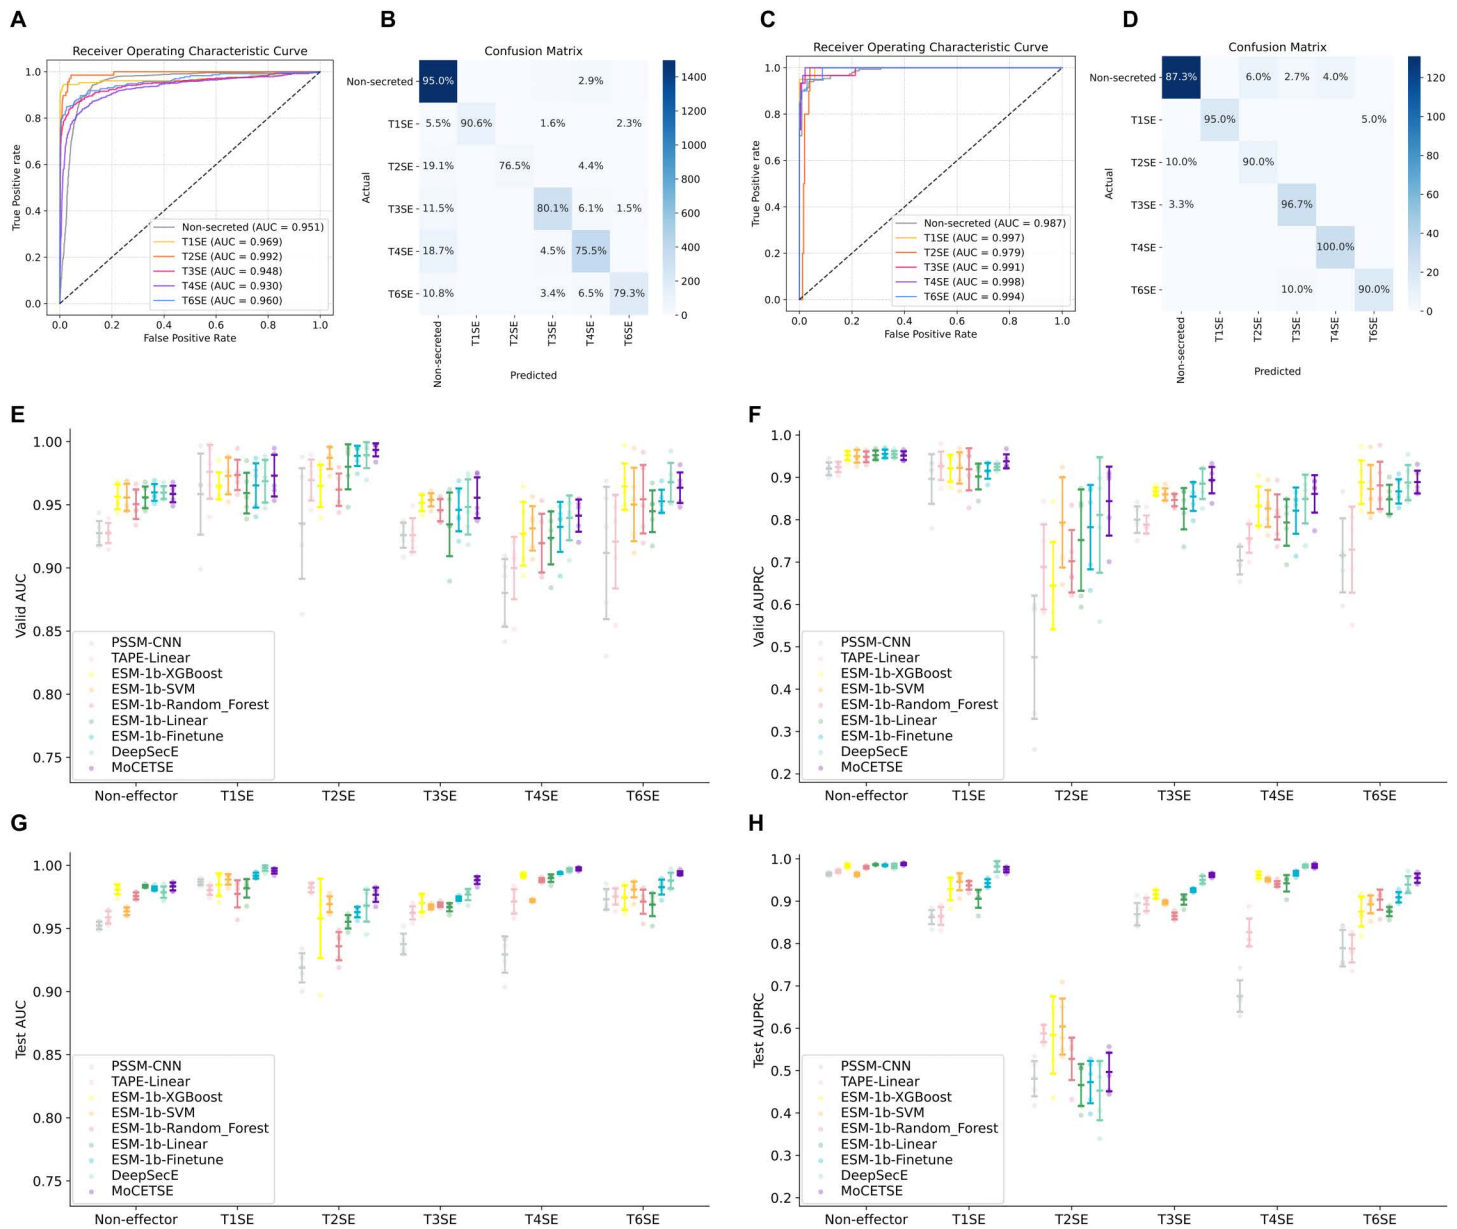 A
Receiver Operating Characteristic Curve
True Positive rate
1.0
0.8
0.6
0.4
0.2
0.0
Non-secreted (AUC = 0.951)
T1SE (AUC = 0.969)
T2SE (AUC = 0.992)
T3SE (AUC = 0.948)
T4SE (AUC = 0.930)
T6SE (AUC = 0.960)
0.0 0.2 0.4 0.6 0.8 1.0
False Positive Rate
B
Confusion Matrix
Actual
Non-secreted 95.0% 2.9%
T1SE 5.5% 90.6% 1.6% 2.3%
T2SE 19.1% 76.5% 4.4%
T3SE 11.5% 80.1% 6.1% 1.5%
T4SE 18.7% 4.5% 75.5%
T6SE 10.8% 3.4% 6.5% 79.3%
Non-secreted T1SE T2SE T3SE T4SE T6SE
Predicted
1400
1200
1000
800
600
400
200
0
C
Receiver Operating Characteristic Curve
True Positive rate
1.0
0.8
0.6
0.4
0.2
0.0
Non-secreted (AUC = 0.987)
T1SE (AUC = 0.997)
T2SE (AUC = 0.979)
T3SE (AUC = 0.991)
T4SE (AUC = 0.998)
T6SE (AUC = 0.994)
0.0 0.2 0.4 0.6 0.8 1.0
False Positive Rate
D
Confusion Matrix
Actual
Non-secreted 87.3% 6.0% 2.7% 4.0%
T1SE 95.0% 5.0%
T2SE 10.0% 90.0%
T3SE 3.3% 96.7%
T4SE 100.0%
T6SE 10.0% 90.0%
Non-secreted T1SE T2SE T3SE T4SE T6SE
Predicted
120
100
80
60
40
20
0
E
Valid AUC
1.00
0.95
0.90
0.85
0.80
0.75
PSSM-CNN
TAPE-Linear
ESM-1b-XGBoost
ESM-1b-SVM
ESM-1b-Random_Forest
ESM-1b-Linear
ESM-1b-Finetune
DeepSecE
MoCETSE
Non-effector T1SE T2SE T3SE T4SE T6SE
F
Valid AUPRC
1.0
0.9
0.8
0.7
0.6
0.5
0.4
0.3
0.2
PSSM-CNN
TAPE-Linear
ESM-1b-XGBoost
ESM-1b-SVM
ESM-1b-Random_Forest
ESM-1b-Linear
ESM-1b-Finetune
DeepSecE
MoCETSE
Non-effector T1SE T2SE T3SE T4SE T6SE
G
Test AUC
1.00
0.95
0.90
0.85
0.80
0.75
PSSM-CNN
TAPE-Linear
ESM-1b-XGBoost
ESM-1b-SVM
ESM-1b-Random_Forest
ESM-1b-Linear
ESM-1b-Finetune
DeepSecE
MoCETSE
Non-effector T1SE T2SE T3SE T4SE T6SE
H
Test AUPRC
1.0
0.9
0.8
0.7
0.6
0.5
0.4
0.3
0.2
PSSM-CNN
TAPE-Linear
ESM-1b-XGBoost
ESM-1b-SVM
ESM-1b-Random_Forest
ESM-1b-Linear
ESM-1b-Finetune
DeepSecE
MoCETSE
Non-effector T1SE T2SE T3SE T4SE T6SE